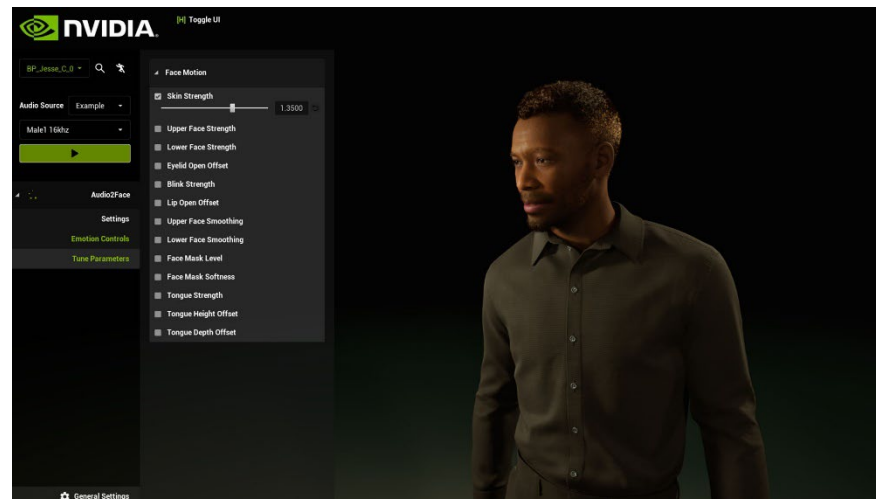 NVIDIA.
[H] Toggle UI
BP_Jesse_C_0
Audio Source Example
Male1 16khz
Audio2Face
Settings
Emotion Controls
Tune Parameters
General Settings
Face Motion
Skin Strength
1.3500
Upper Face Strength
Lower Face Strength
Eyelid Open Offset
Blink Strength
Lip Open Offset
Upper Face Smoothing
Lower Face Smoothing
Face Mask Level
Face Mask Softness
Tongue Strength
Tongue Height Offset
Tongue Depth Offset